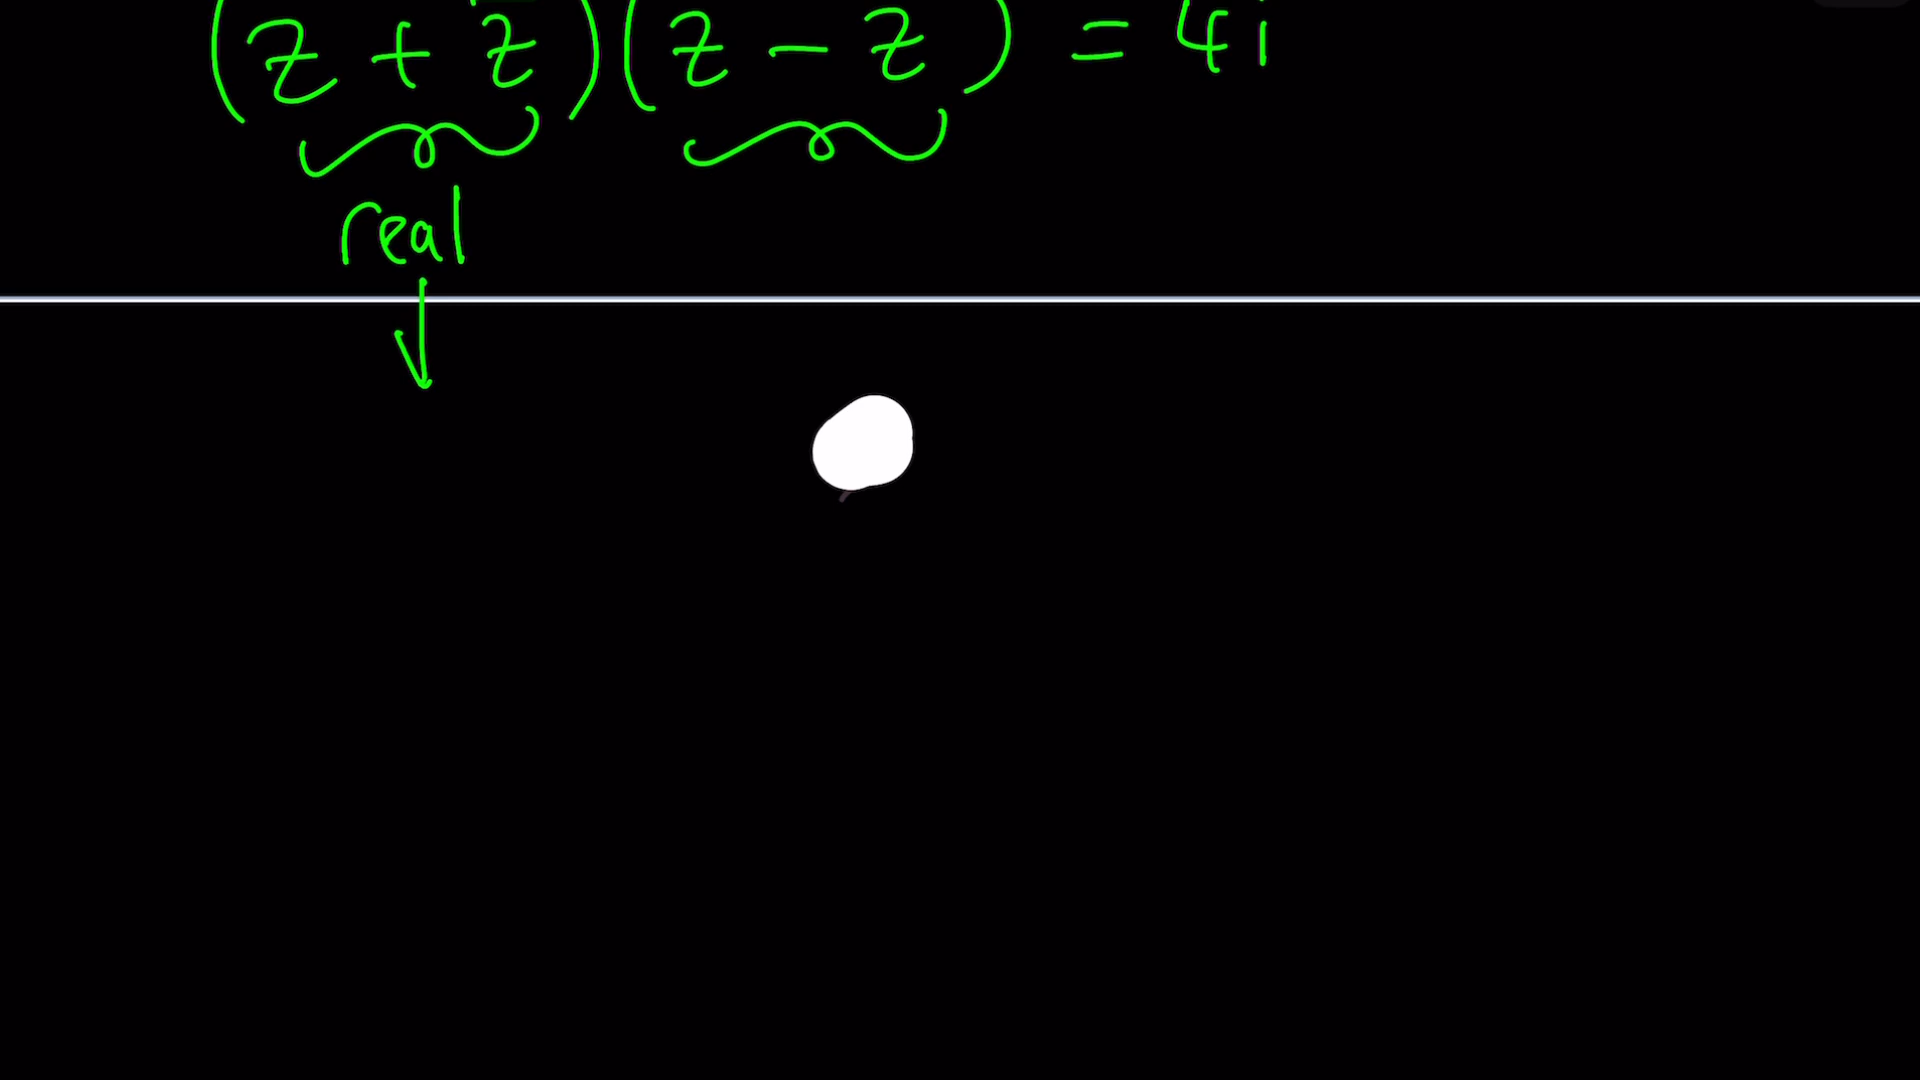 (z + z̅)(z - z) = 4i
real